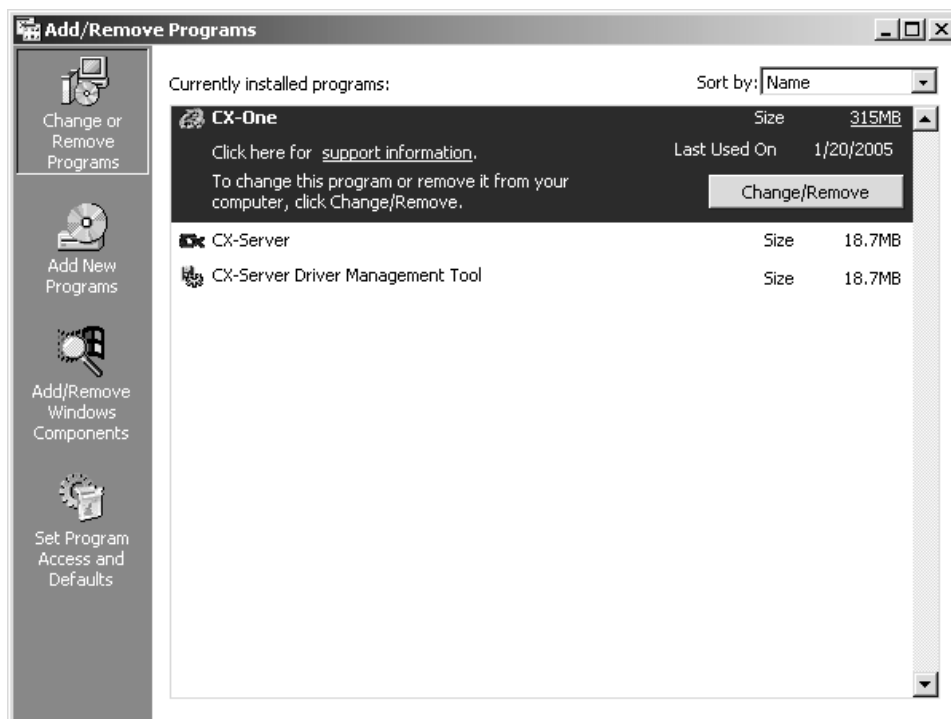 Add/Remove Programs
Change or
Remove
Programs
Add New
Programs
Add/Remove
Windows
Components
Set Program
Access and
Defaults
Currently installed programs:
Sort by: Name
CX-One Size 315MB
Click here for support information. Last Used On 1/20/2005
To change this program or remove it from your
computer, click Change/Remove.
Change/Remove
CX-Server Size 18.7MB
CX-Server Driver Management Tool Size 18.7MB